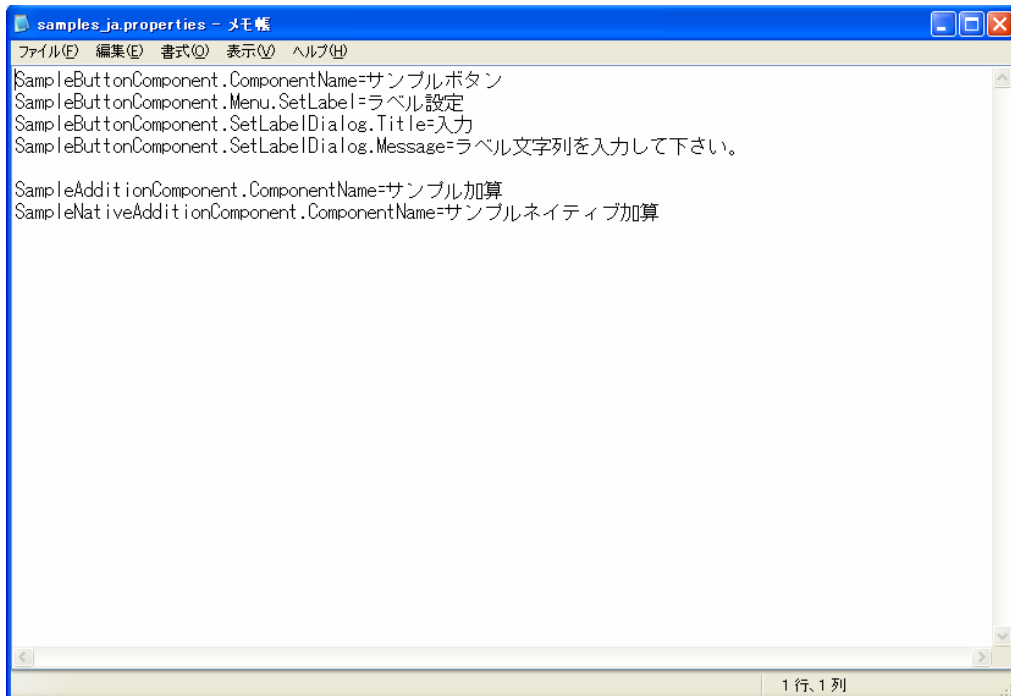 samples_ja.properties - メモ帳
ファイル(F) 編集(E) 書式(O) 表示(V) ヘルプ(H)
SampleButtonComponent.ComponentName=サンプルボタン
SampleButtonComponent.Menu.SetLabel=ラベル設定
SampleButtonComponent.SetLabelDialog.Title=入力
SampleButtonComponent.SetLabelDialog.Message=ラベル文字列を入力して下さい。
SampleAdditionComponent.ComponentName=サンプル加算
SampleNativeAdditionComponent.ComponentName=サンプルネイティブ加算
1 行、1 列